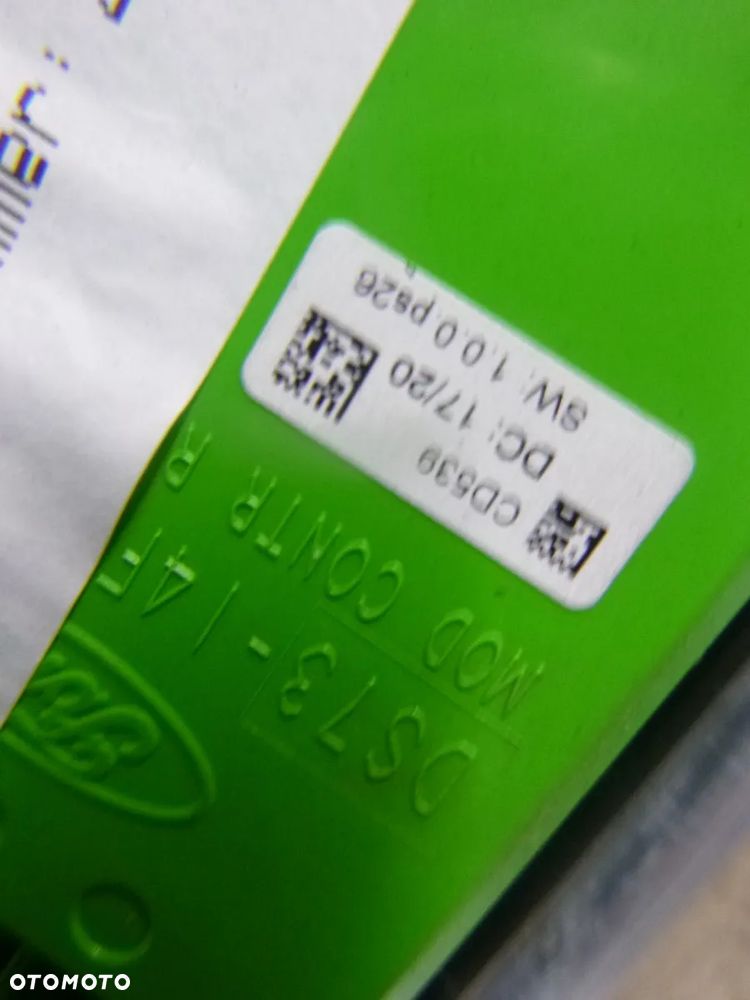 CD539
DC: 17/20
SW: 1.0.0.ps26
DS73-14F
MOD CONTR R
OTOMOTO